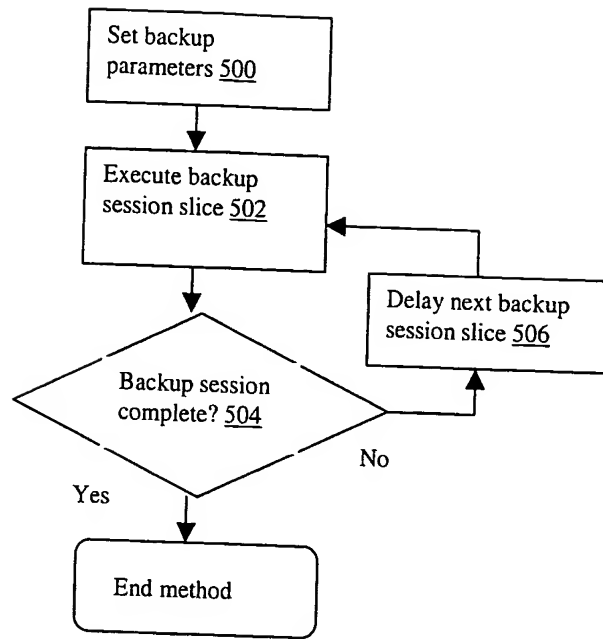 Set backup
parameters 500
Execute backup
session slice 502
Delay next backup
session slice 506
Backup session
complete? 504
No
Yes
End method